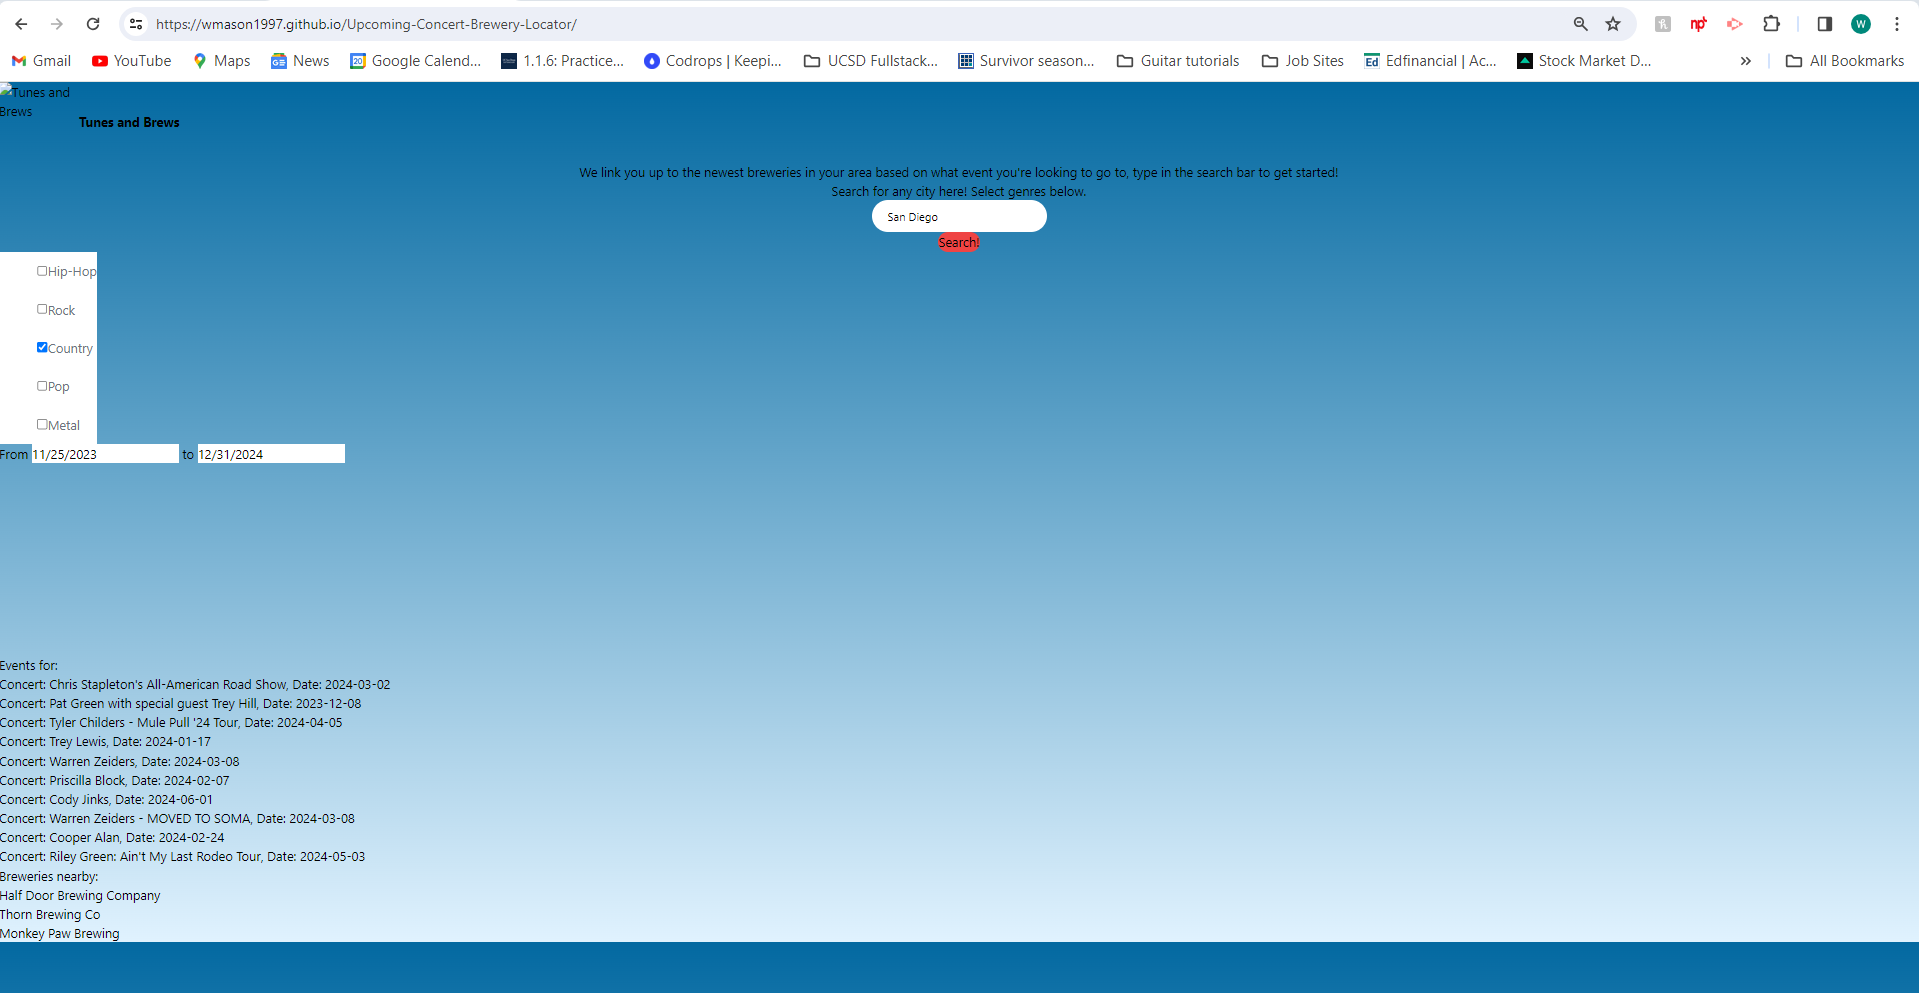 https://wmason1997.github.io/Upcoming-Concert-Brewery-Locator/
Gmail YouTube Maps News Google Calend... 1.1.6: Practice... Codrops | Keepi... UCSD Fullstack... Survivor season... Guitar tutorials Job Sites Edfinancial | Ac... Stock Market D... » All Bookmarks
Tunes and
Brews
Tunes and Brews
We link you up to the newest breweries in your area based on what event you're looking to go to, type in the search bar to get started!
Search for any city here! Select genres below.
San Diego
Search!
Hip-Hop
Rock
Country
Pop
Metal
From 11/25/2023 to 12/31/2024
Events for:
Concert: Chris Stapleton's All-American Road Show, Date: 2024-03-02
Concert: Pat Green with special guest Trey Hill, Date: 2023-12-08
Concert: Tyler Childers - Mule Pull '24 Tour, Date: 2024-04-05
Concert: Trey Lewis, Date: 2024-01-17
Concert: Warren Zeiders, Date: 2024-03-08
Concert: Priscilla Block, Date: 2024-02-07
Concert: Cody Jinks, Date: 2024-06-01
Concert: Warren Zeiders - MOVED TO SOMA, Date: 2024-03-08
Concert: Cooper Alan, Date: 2024-02-24
Concert: Riley Green: Ain't My Last Rodeo Tour, Date: 2024-05-03
Breweries nearby:
Half Door Brewing Company
Thorn Brewing Co
Monkey Paw Brewing